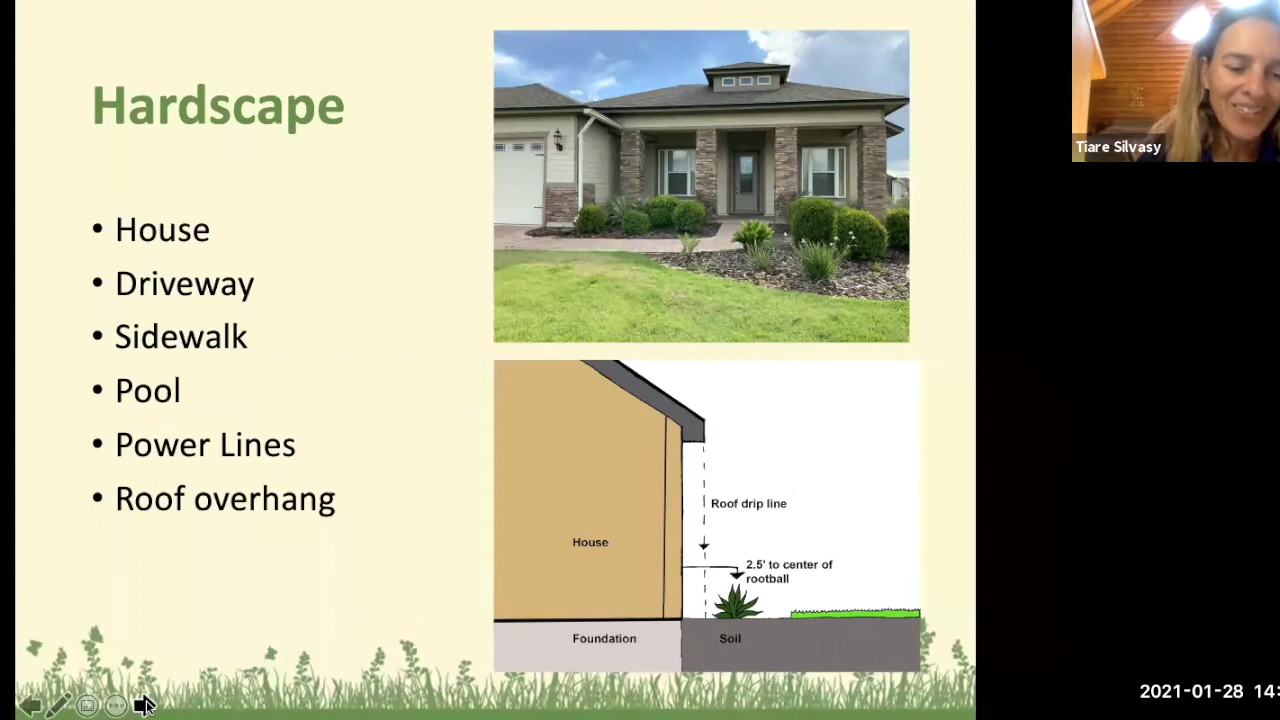 Hardscape
• House
• Driveway
• Sidewalk
• Pool
• Power Lines
• Roof overhang
Roof drip line
House
2.5' to center of
rootball
Foundation
Soil
Tiare Silvasy
2021-01-28 14: